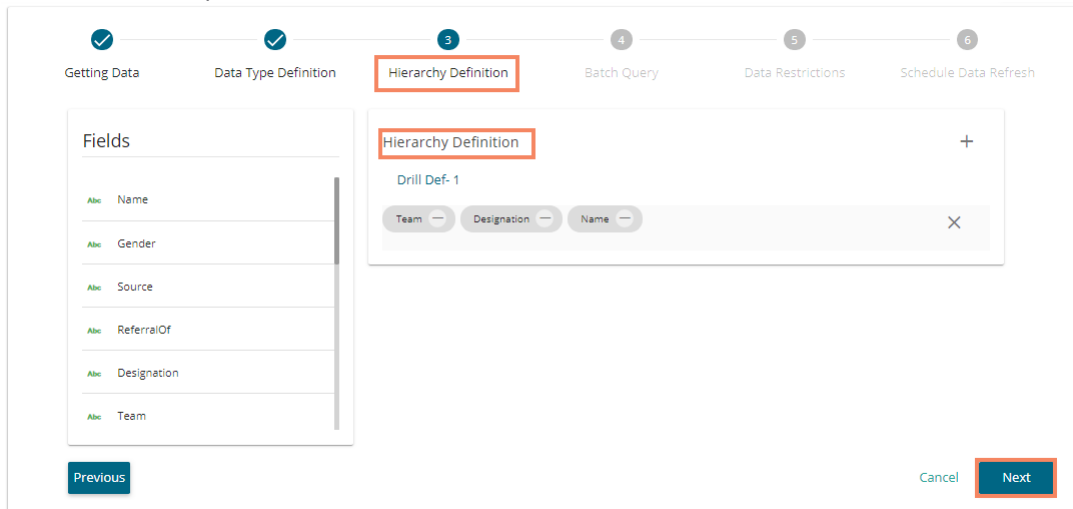 3 4 5 6
Getting Data Data Type Definition Hierarchy Definition Batch Query Data Restrictions Schedule Data Refresh
Fields
Abc Name
Abc Gender
Abc Source
Abc ReferralOf
Abc Designation
Abc Team
Hierarchy Definition +
Drill Def- 1
Team Designation Name
Previous
Cancel Next